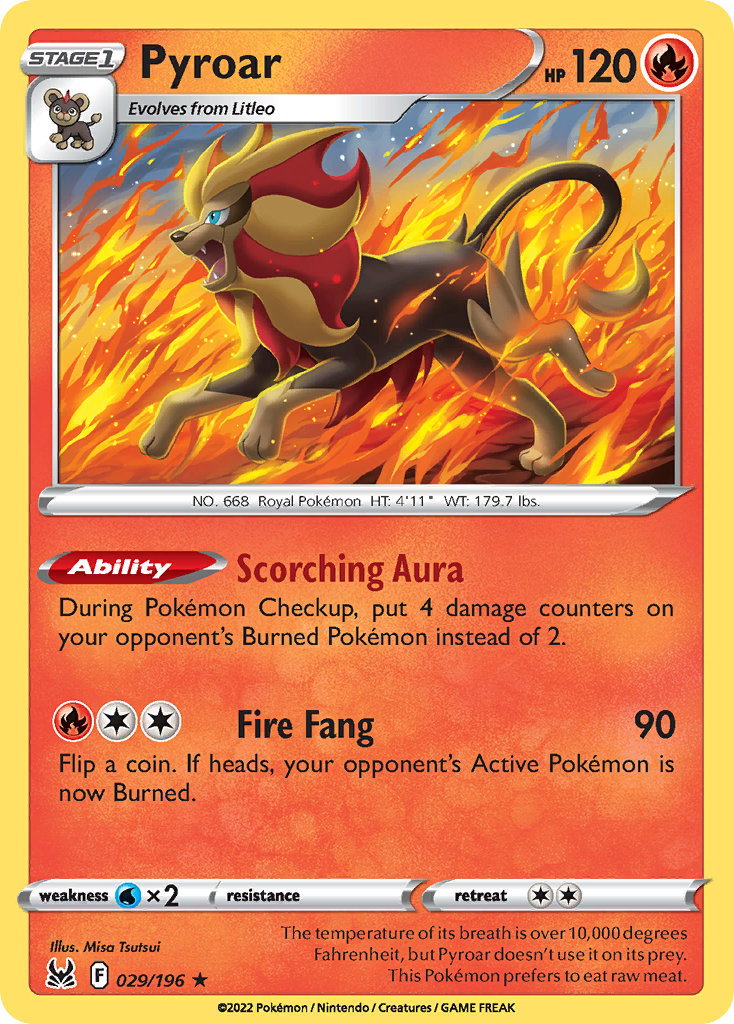 STAGE 1
Pyroar
HP 120
Evolves from Litleo
NO. 668 Royal Pokémon HT: 4'11" WT: 179.7 lbs.
Ability Scorching Aura
During Pokémon Checkup, put 4 damage counters on
your opponent's Burned Pokémon instead of 2.
Fire Fang 90
Flip a coin. If heads, your opponent's Active Pokémon is
now Burned.
weakness ×2 resistance retreat
Illus. Misa Tsutsui
The temperature of its breath is over 10,000 degrees
Fahrenheit, but Pyroar doesn't use it on its prey.
This Pokémon prefers to eat raw meat.
F 029/196 ★
©2022 Pokémon / Nintendo / Creatures / GAME FREAK